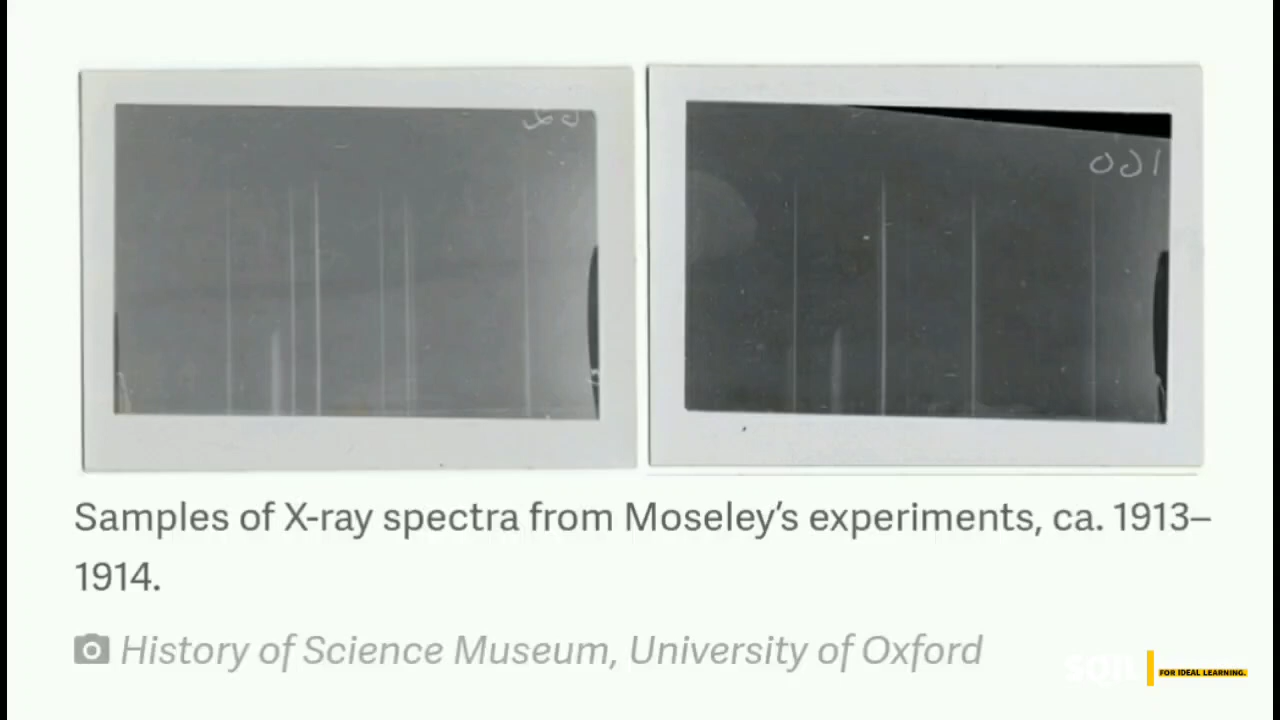 Samples of X-ray spectra from Moseley's experiments, ca. 1913–
1914.
History of Science Museum, University of Oxford
FOR IDEAL LEARNING.